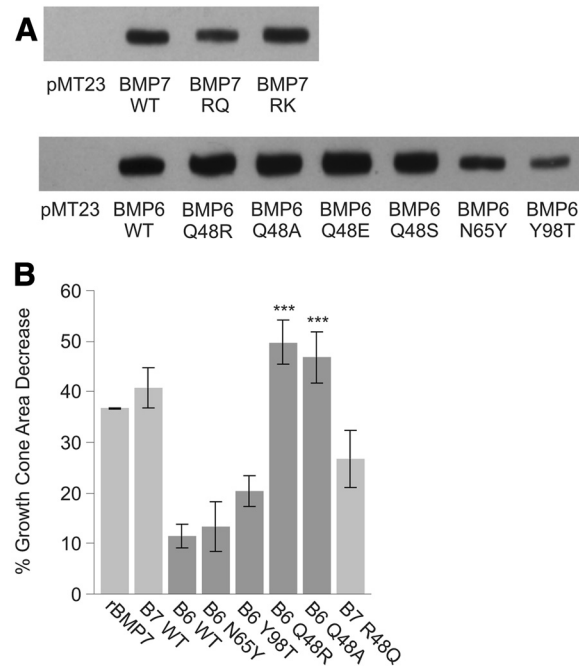 A
pMT23 BMP7 BMP7 BMP7
WT RQ RK
pMT23 BMP6 BMP6 BMP6 BMP6 BMP6 BMP6 BMP6
WT Q48R Q48A Q48E Q48S N65Y Y98T
B
% Growth Cone Area Decrease
60
50
40
30
20
10
0
*** ***
rBMP7 B7 WT B6 WT B6 N65Y B6 Y98T B6 Q48R B6 Q48A B7 R48Q